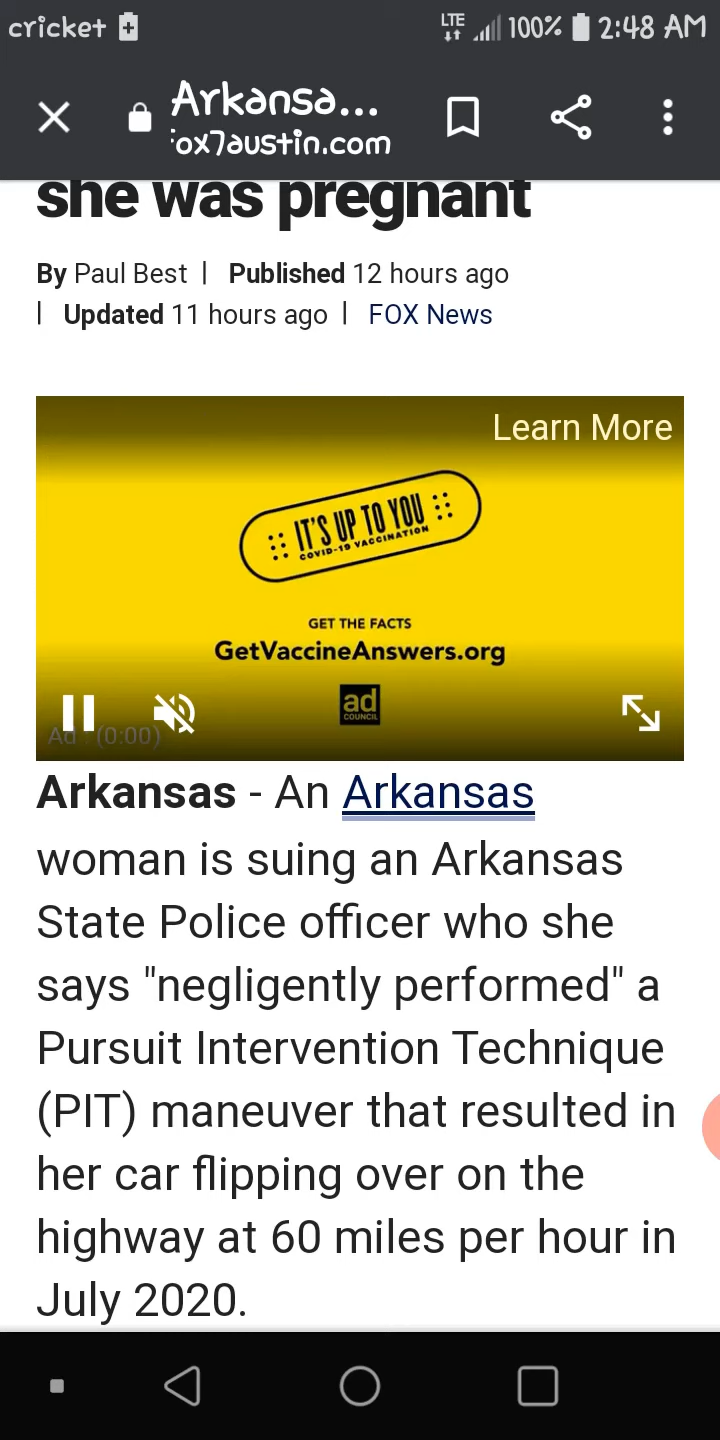 cricket LTE 100% 2:48 AM
Arkansa...
fox7austin.com
she was pregnant
By Paul Best | Published 12 hours ago
| Updated 11 hours ago | FOX News
Learn More
IT'S UP TO YOU
COVID-19 VACCINATION
GET THE FACTS
GetVaccineAnswers.org
ad
COUNCIL
Ad · (0:00)
Arkansas - An Arkansas
woman is suing an Arkansas
State Police officer who she
says "negligently performed" a
Pursuit Intervention Technique
(PIT) maneuver that resulted in
her car flipping over on the
highway at 60 miles per hour in
July 2020.